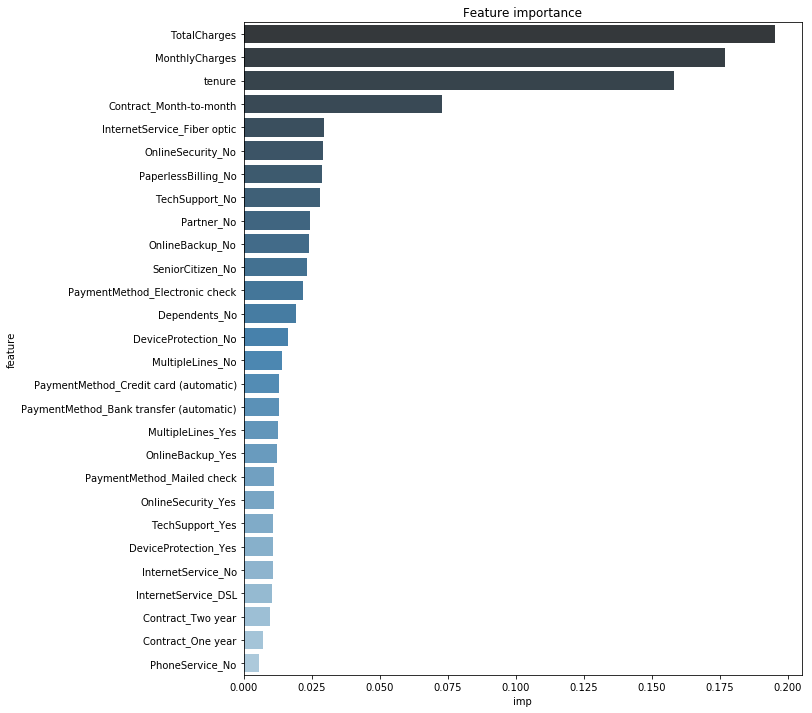 Feature importance
TotalCharges
MonthlyCharges
tenure
Contract_Month-to-month
InternetService_Fiber optic
OnlineSecurity_No
PaperlessBilling_No
TechSupport_No
Partner_No
OnlineBackup_No
SeniorCitizen_No
PaymentMethod_Electronic check
Dependents_No
DeviceProtection_No
MultipleLines_No
PaymentMethod_Credit card (automatic)
PaymentMethod_Bank transfer (automatic)
MultipleLines_Yes
OnlineBackup_Yes
PaymentMethod_Mailed check
OnlineSecurity_Yes
TechSupport_Yes
DeviceProtection_Yes
InternetService_No
InternetService_DSL
Contract_Two year
Contract_One year
PhoneService_No
feature
0.000 0.025 0.050 0.075 0.100 0.125 0.150 0.175 0.200
imp